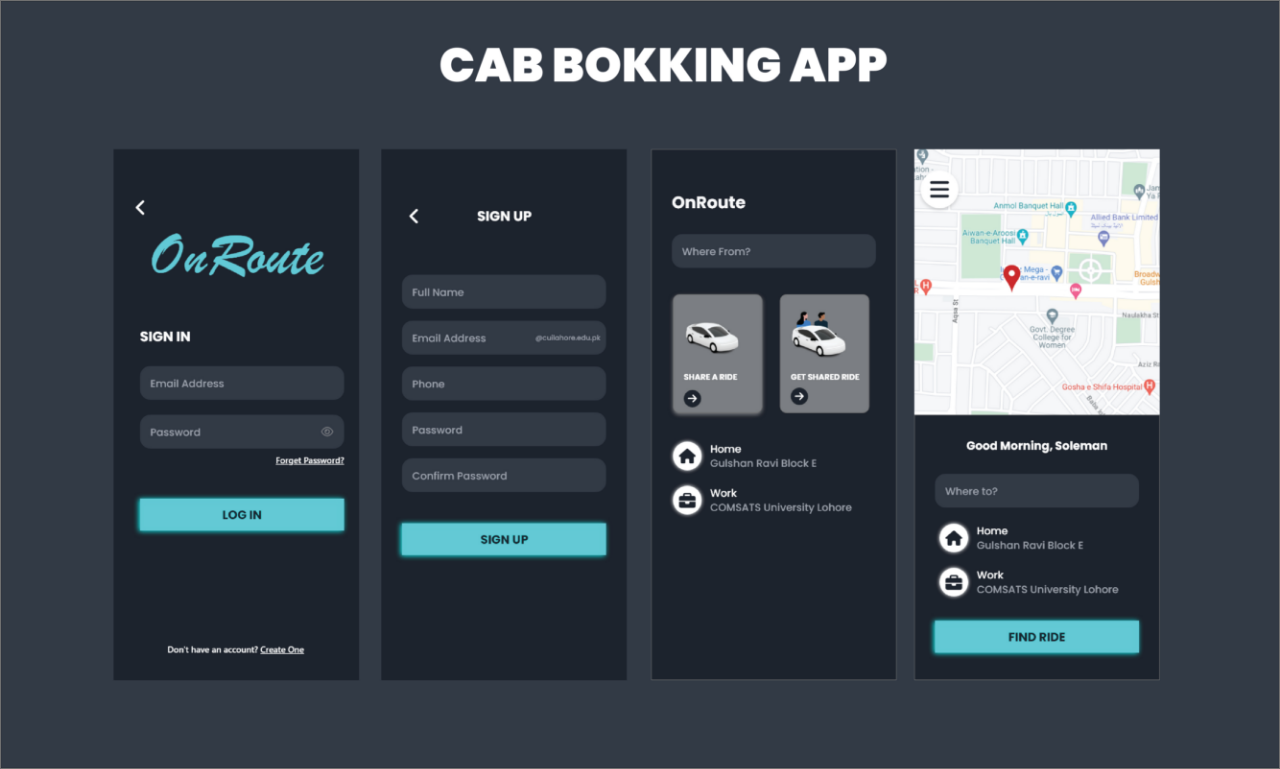 CAB BOKKING APP
OnRoute
SIGN IN
Email Address
Password
Forget Password?
LOG IN
Don't have an account? Create One
SIGN UP
Full Name
Email Address @cuilahore.edu.pk
Phone
Password
Confirm Password
SIGN UP
OnRoute
Where From?
SHARE A RIDE
GET SHARED RIDE
Home
Gulshan Ravi Block E
Work
COMSATS University Lohore
Anmol Banquet Hall
Allied Bank Limited
Aiwan-e-Aroosi
Banquet Hall
Mega -
Broadw
Gulsh
Aqsa St
Naulakha St
Govt. Degree
College for
Women
Aziz R
Gosha e Shifa Hospital
Good Morning, Soleman
Where to?
Home
Gulshan Ravi Block E
Work
COMSATS University Lohore
FIND RIDE